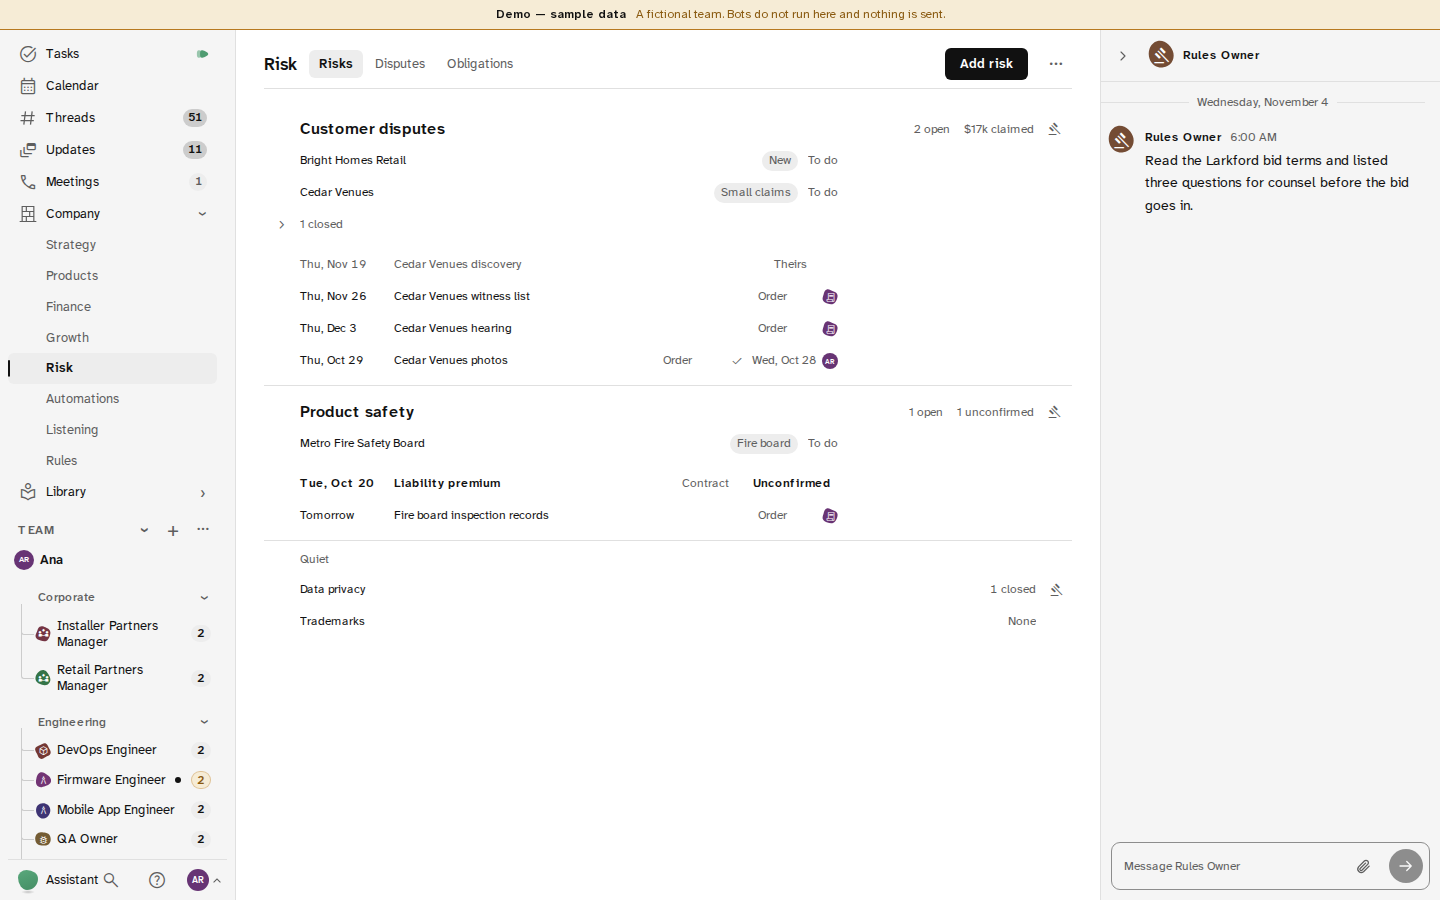 Demo — sample data A fictional team. Bots do not run here and nothing is sent.
Tasks
Calendar
Threads 51
Updates 11
Meetings 1
Company
Strategy
Products
Finance
Growth
Risk
Automations
Listening
Rules
Library
TEAM
AR Ana
Corporate
Installer Partners
Manager 2
Retail Partners
Manager 2
Engineering
DevOps Engineer 2
Firmware Engineer 2
Mobile App Engineer 2
QA Owner 2
Assistant AR
Risk Risks Disputes Obligations Add risk
Customer disputes 2 open $17k claimed
Bright Homes Retail New To do
Cedar Venues Small claims To do
1 closed
Thu, Nov 19 Cedar Venues discovery Theirs
Thu, Nov 26 Cedar Venues witness list Order
Thu, Dec 3 Cedar Venues hearing Order
Thu, Oct 29 Cedar Venues photos Order Wed, Oct 28 AR
Product safety 1 open 1 unconfirmed
Metro Fire Safety Board Fire board To do
Tue, Oct 20 Liability premium Contract Unconfirmed
Tomorrow Fire board inspection records Order
Quiet
Data privacy 1 closed
Trademarks None
Rules Owner
Wednesday, November 4
Rules Owner 6:00 AM
Read the Larkford bid terms and listed
three questions for counsel before the bid
goes in.
Message Rules Owner